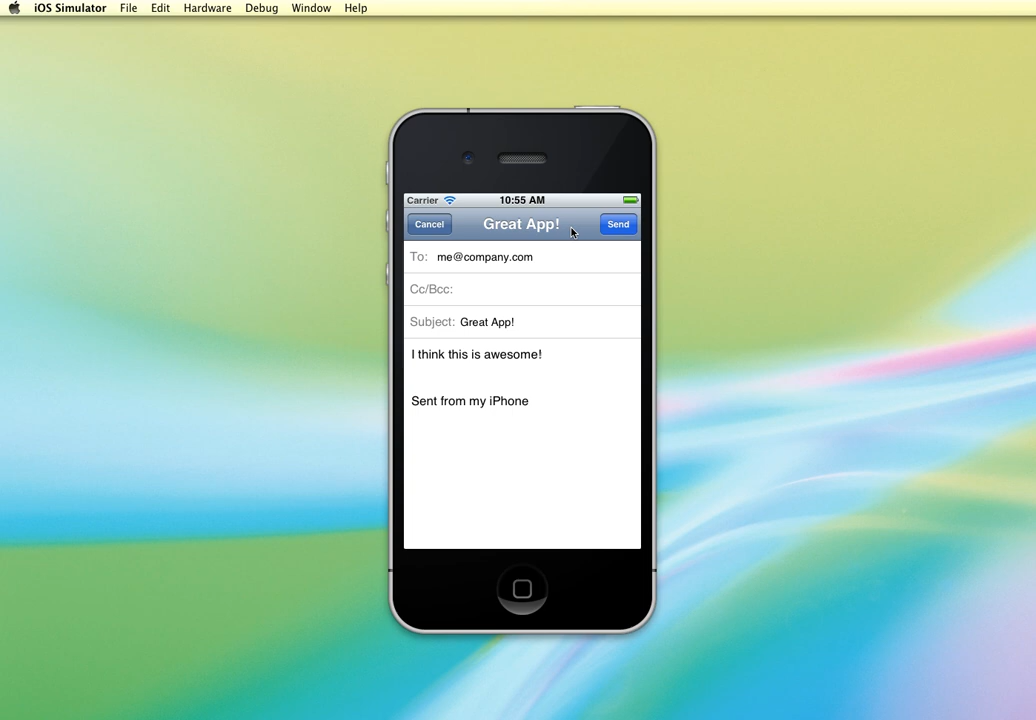 iOS Simulator File Edit Hardware Debug Window Help
Carrier 10:55 AM
Cancel Great App! Send
To: me@company.com
Cc/Bcc:
Subject: Great App!
I think this is awesome!
Sent from my iPhone